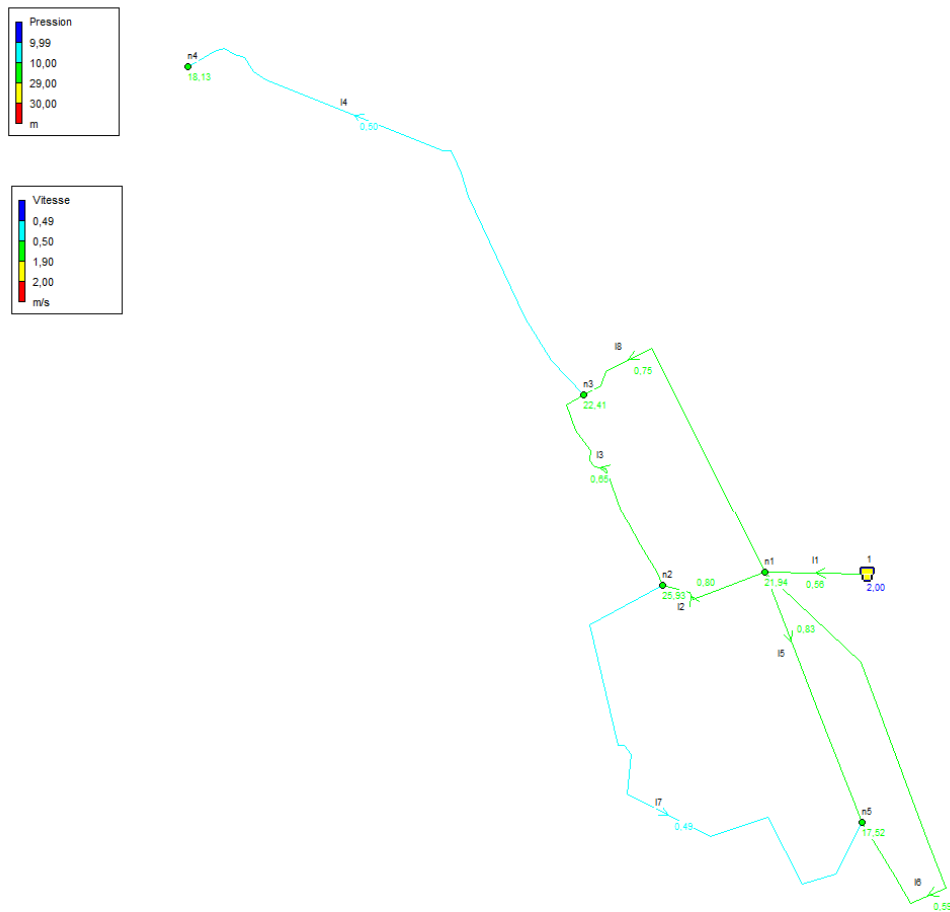 Pression
9,99
10,00
29,00
30,00
m
Vitesse
0,49
0,50
1,90
2,00
m/s
n4
18,13
l4
0,50
l8
0,75
n3
22,41
l3
0,65
n1
21,94
l1
0,56
1
2,00
n2
0,80
l2
0,83
l5
l7
0,49
n5
17,52
l6